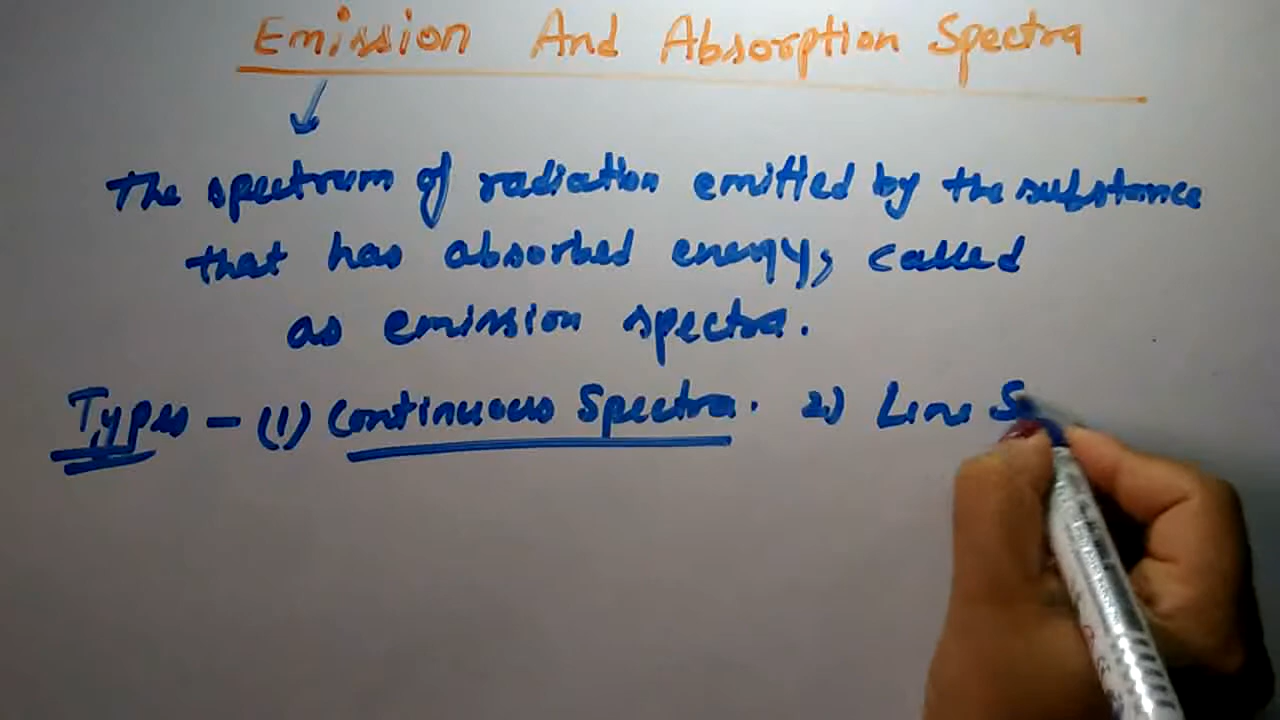 Emission And Absorption Spectra
The spectrum of radiation emitted by the substance
that has absorbed energy, called
as emission spectra.
Types - (1) Continuous Spectra. 2) Line S